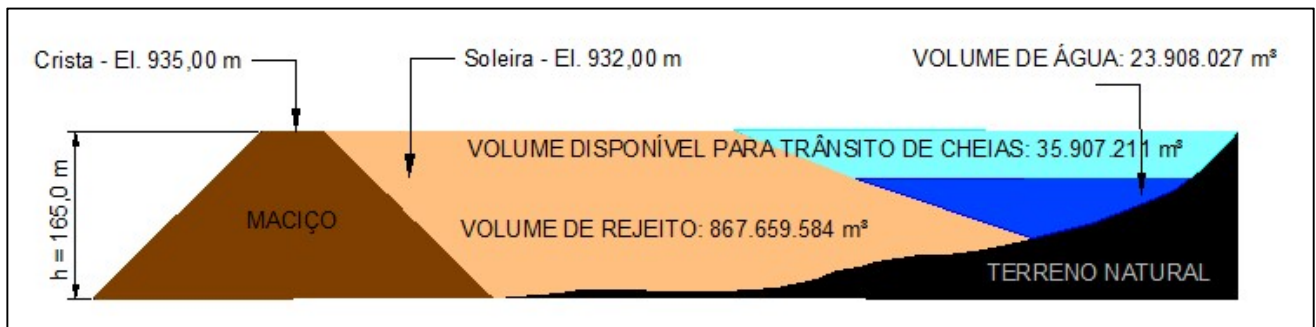 Crista - El. 935,00 m
Soleira - El. 932,00 m
VOLUME DE ÁGUA: 23.908.027 m³
VOLUME DISPONÍVEL PARA TRÂNSITO DE CHEIAS: 35.907.211 m³
h = 165,0 m
MACIÇO
VOLUME DE REJEITO: 867.659.584 m³
TERRENO NATURAL